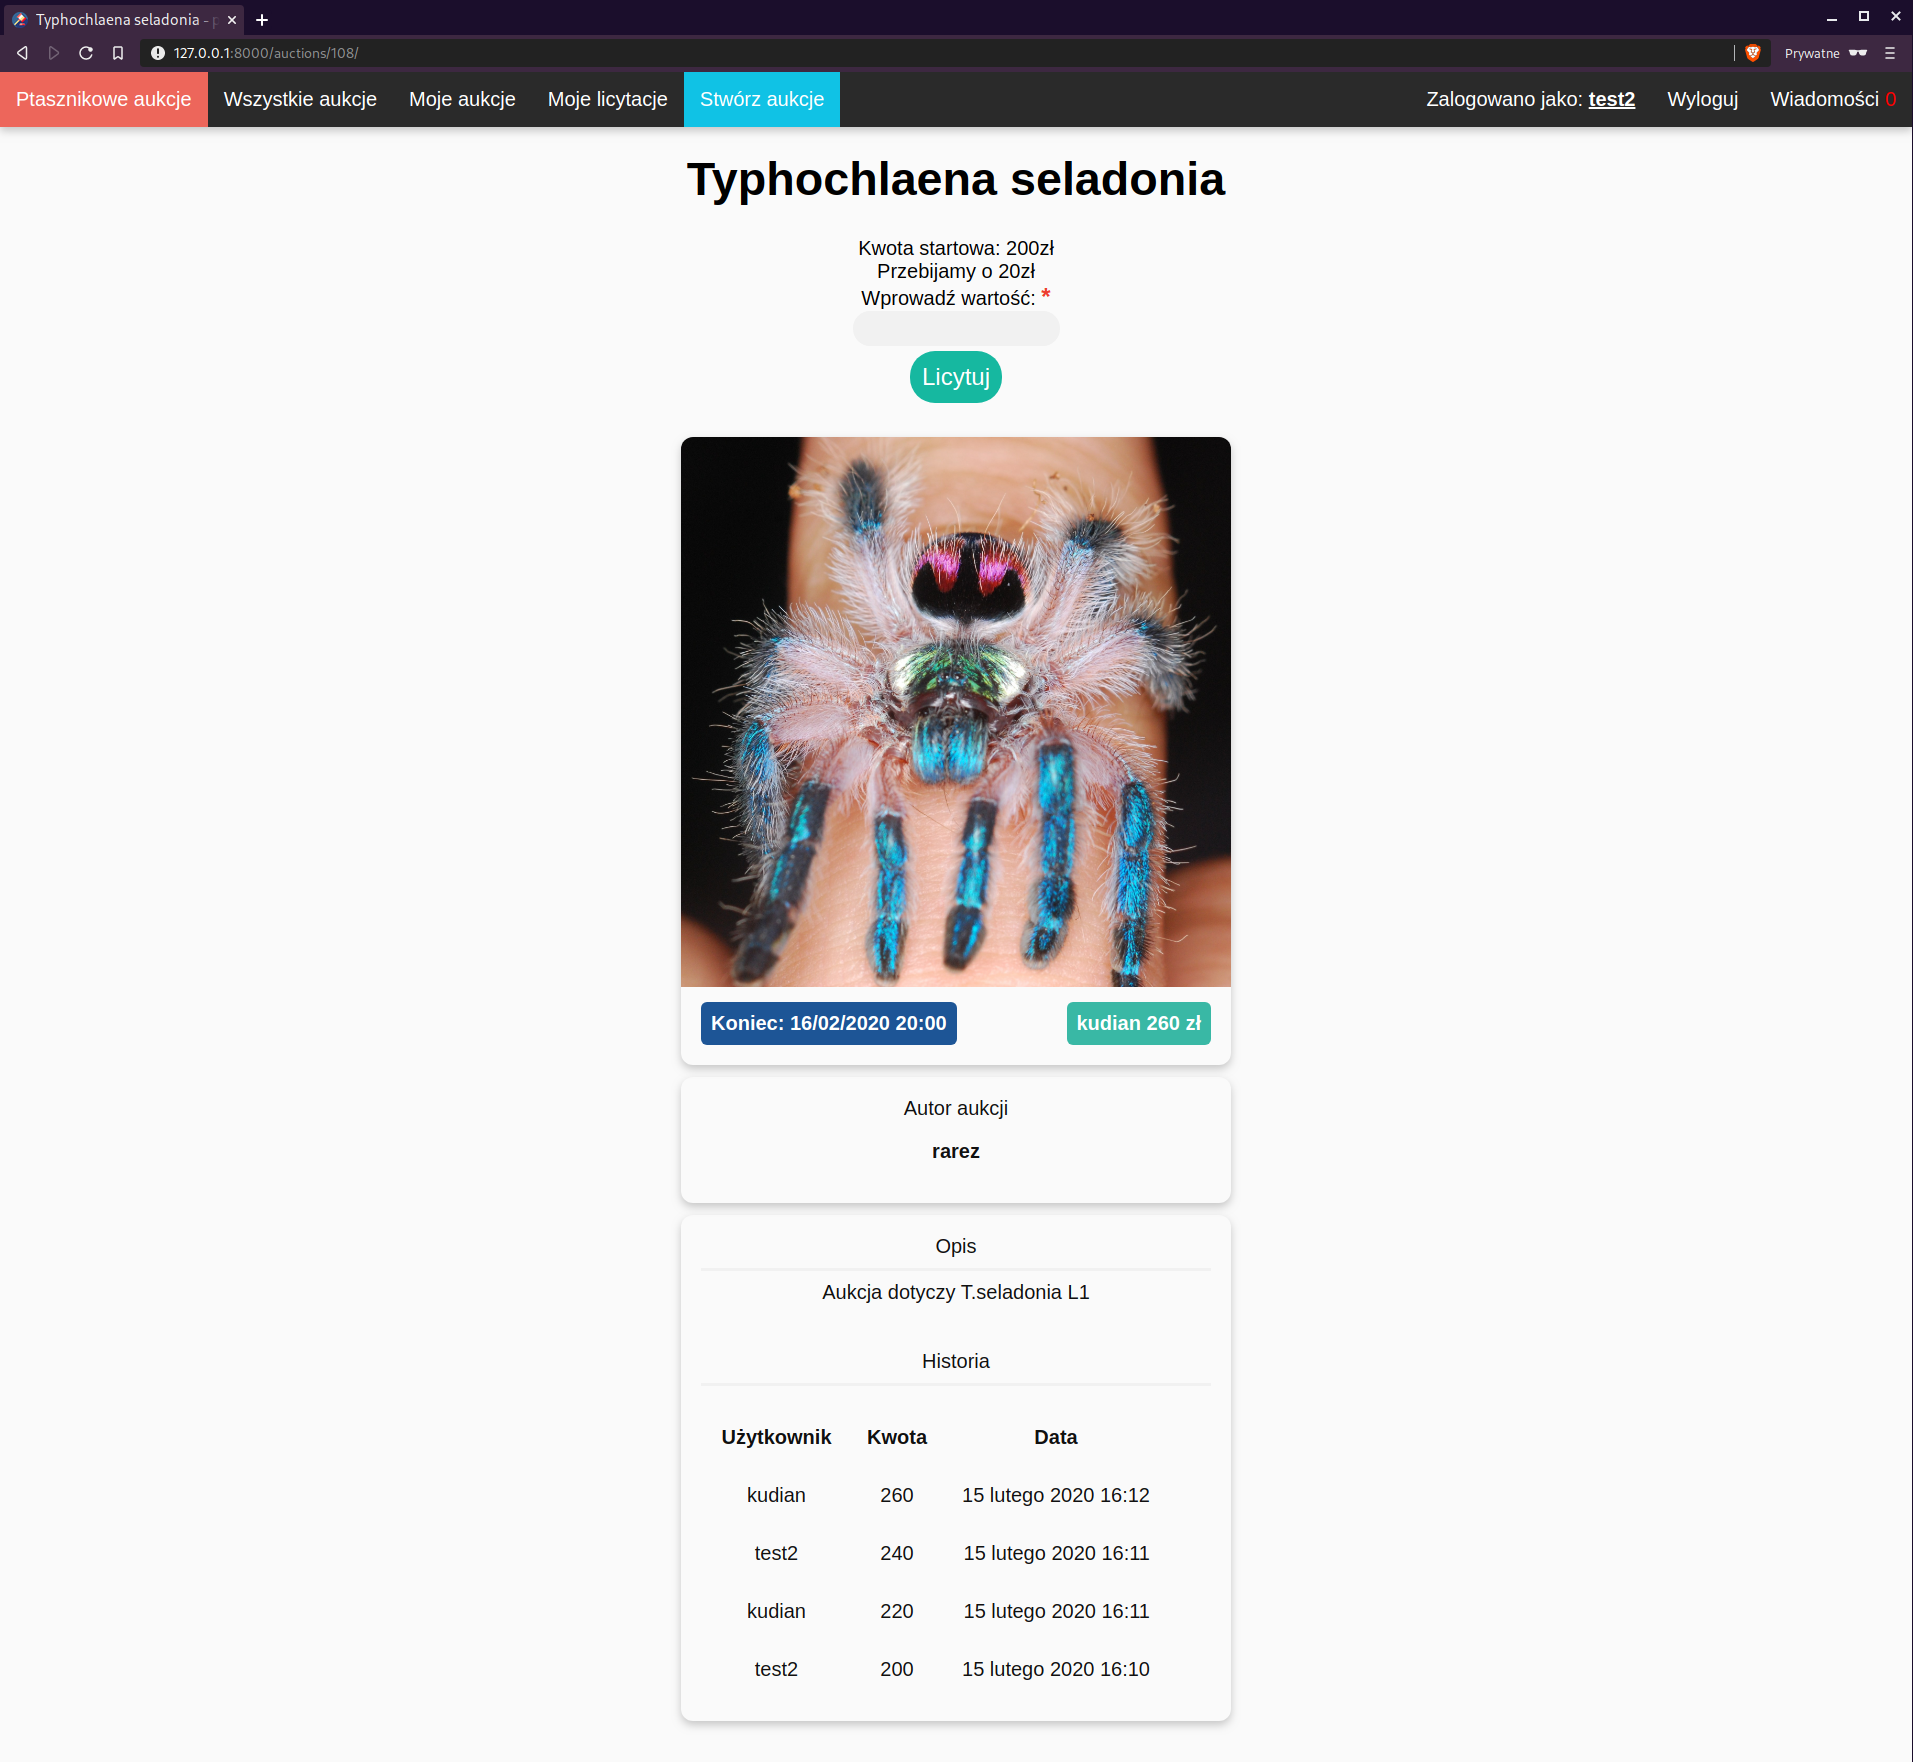 Typhochlaena seladonia - p
127.0.0.1:8000/auctions/108/
Prywatne
Ptasznikowe aukcje Wszystkie aukcje Moje aukcje Moje licytacje Stwórz aukcje Zalogowano jako: test2 Wyloguj Wiadomości 0
Typhochlaena seladonia
Kwota startowa: 200zł
Przebijamy o 20zł
Wprowadź wartość: *
Licytuj
Koniec: 16/02/2020 20:00 kudian 260 zł
Autor aukcji
rarez
Opis
Aukcja dotyczy T.seladonia L1
Historia
Użytkownik Kwota Data
kudian 260 15 lutego 2020 16:12
test2 240 15 lutego 2020 16:11
kudian 220 15 lutego 2020 16:11
test2 200 15 lutego 2020 16:10